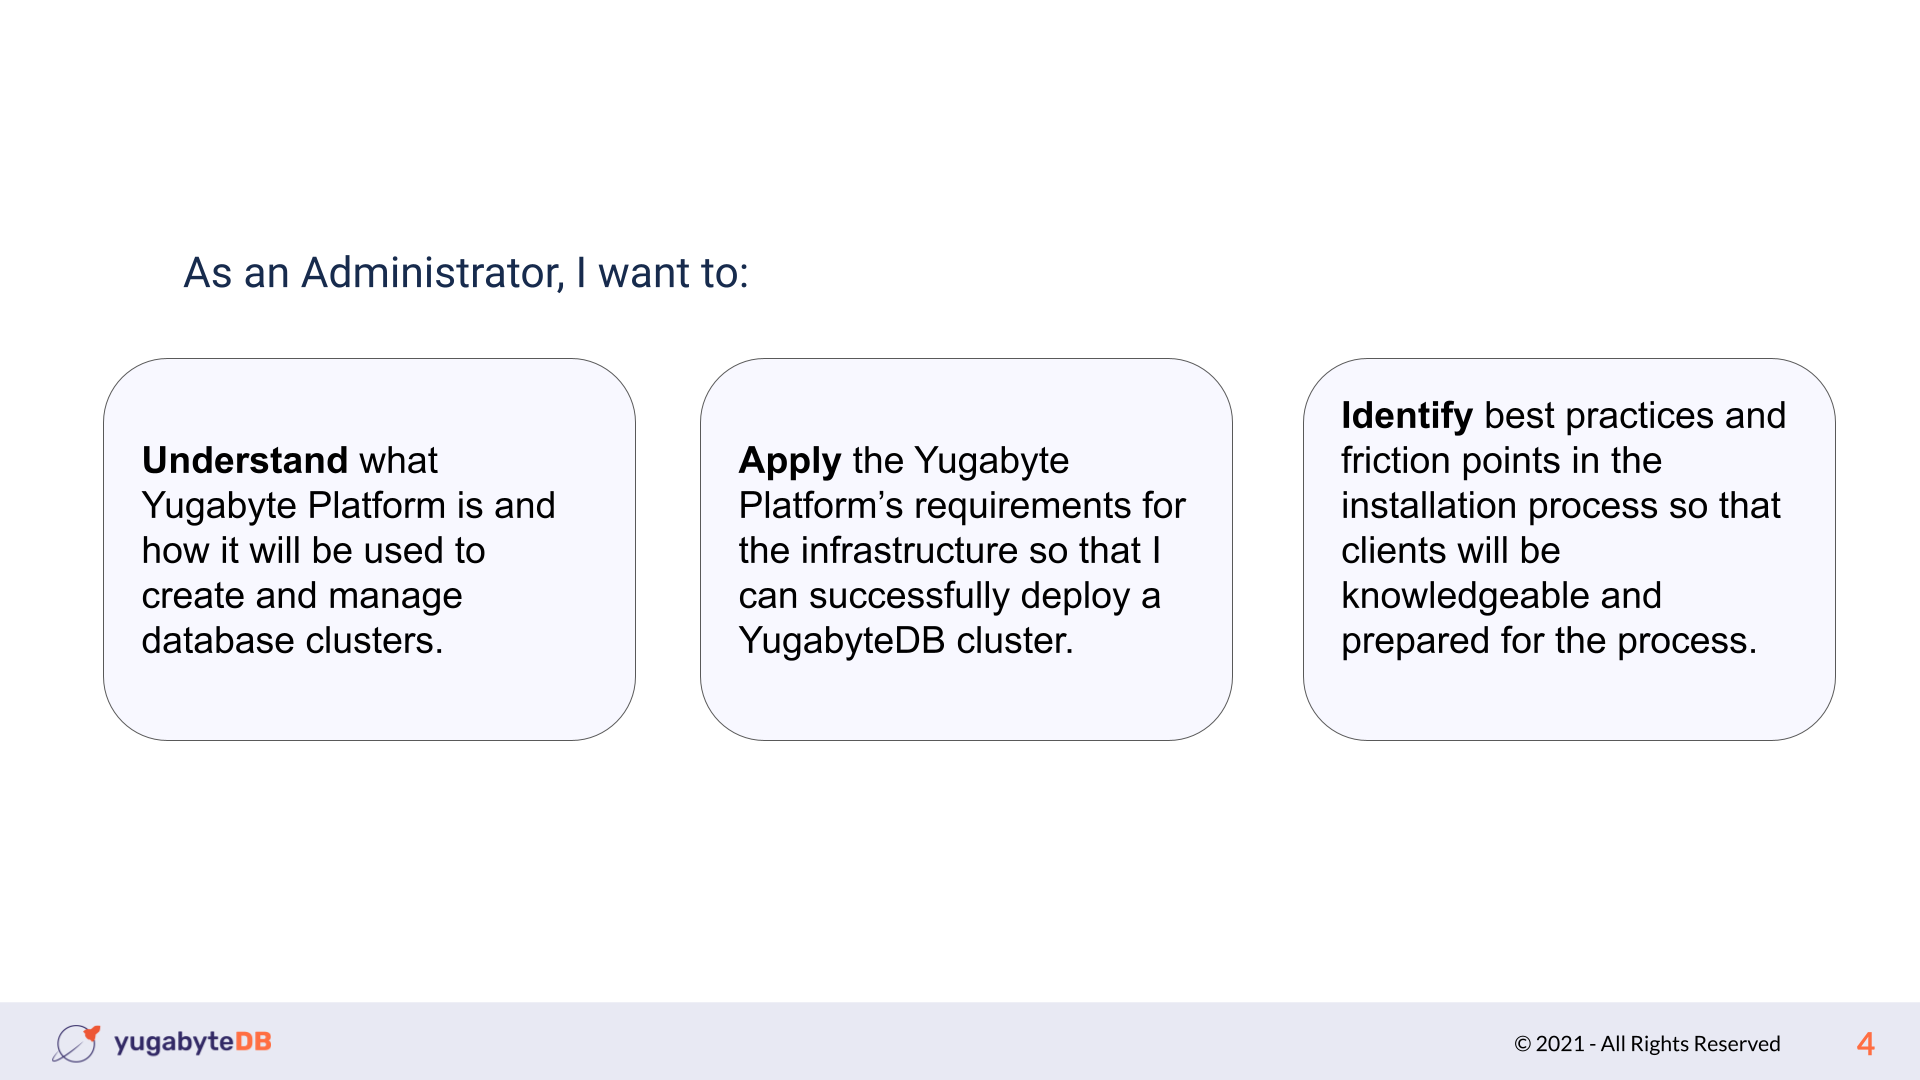 As an Administrator, I want to:
Understand what
Yugabyte Platform is and
how it will be used to
create and manage
database clusters.
Apply the Yugabyte
Platform’s requirements for
the infrastructure so that I
can successfully deploy a
YugabyteDB cluster.
Identify best practices and
friction points in the
installation process so that
clients will be
knowledgeable and
prepared for the process.
yugabyteDB
© 2021 - All Rights Reserved
4